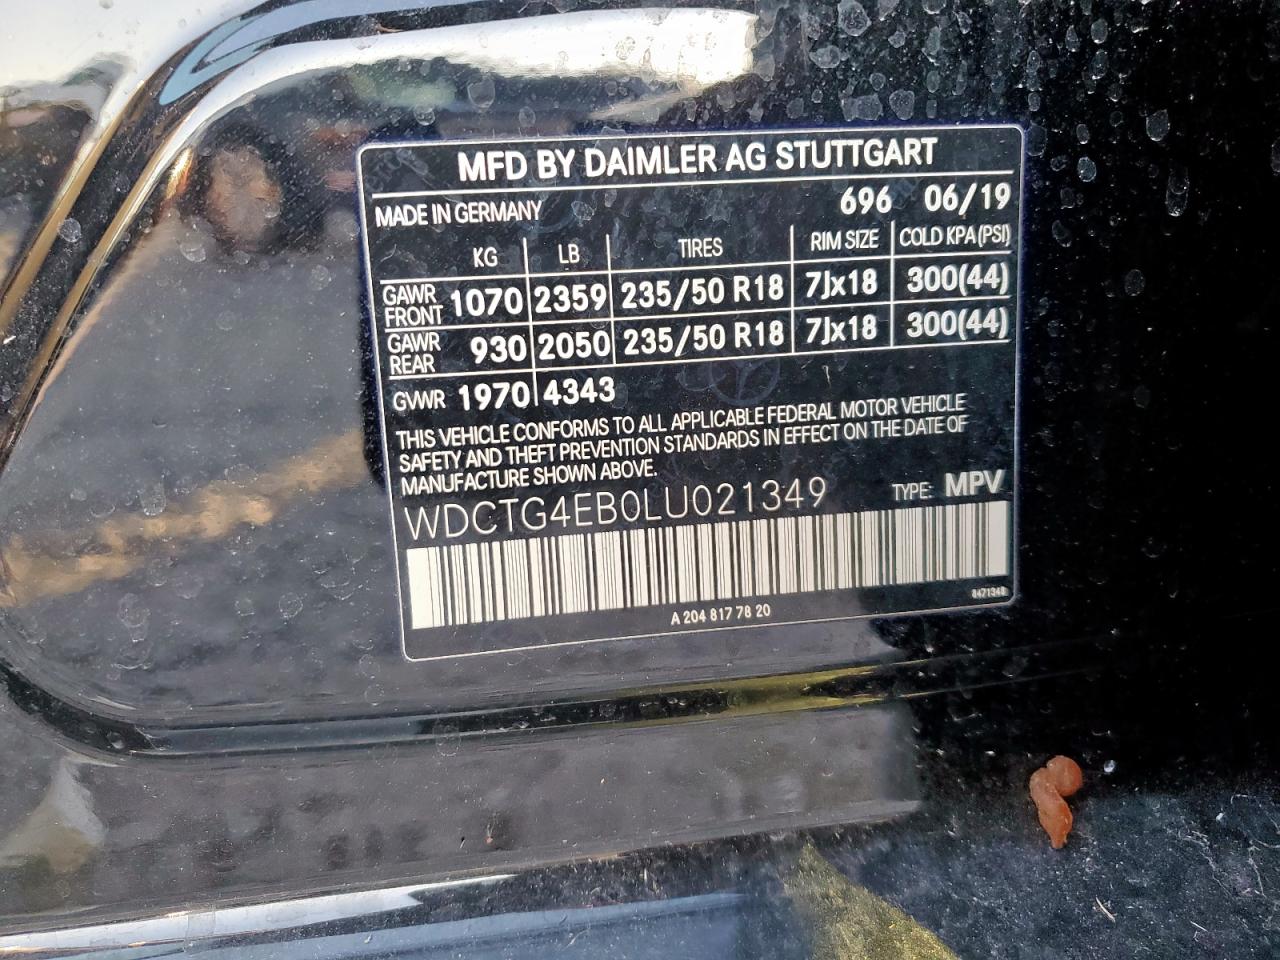 MFD BY DAIMLER AG STUTTGART
MADE IN GERMANY 696 06/19
KG LB TIRES RIM SIZE COLD KPA(PSI)
GAWR FRONT 1070 2359 235/50 R18 7Jx18 300(44)
GAWR REAR 930 2050 235/50 R18 7Jx18 300(44)
GWWR 1970 4343
THIS VEHICLE CONFORMS TO ALL APPLICABLE FEDERAL MOTOR VEHICLE
SAFETY AND THEFT PREVENTION STANDARDS IN EFFECT ON THE DATE OF
MANUFACTURE SHOWN ABOVE.
WDCTG4EB0LU021349 TYPE: MPV
A 204 817 78 20
8471348